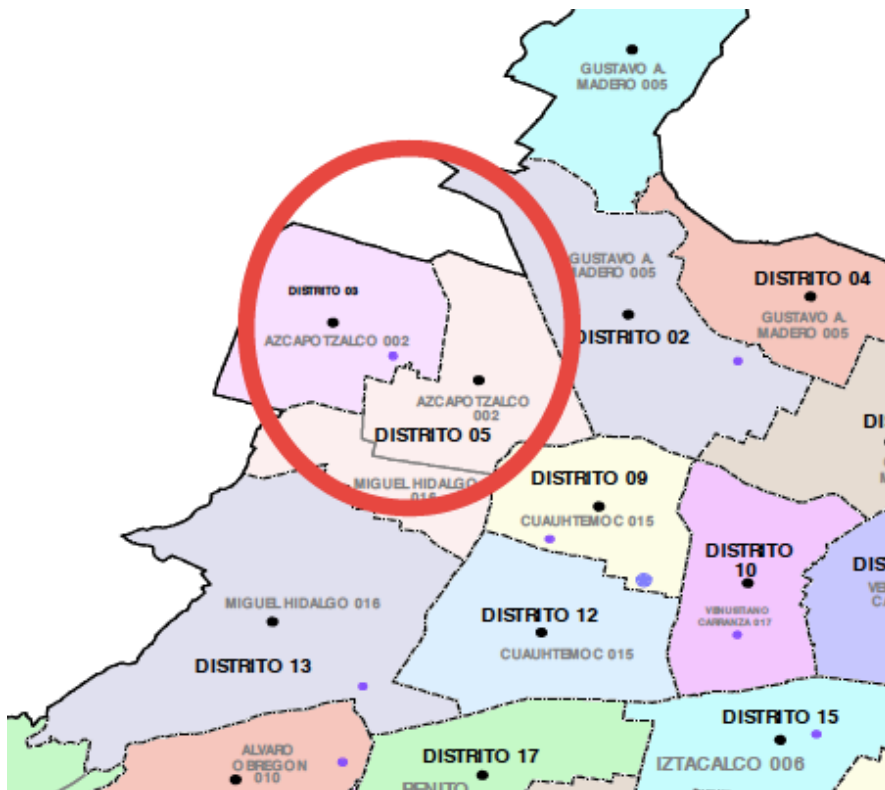 GUSTAVO A.
MADERO 005
GUSTAVO A.
MADERO 005
DISTRITO 04
DISTRITO 03
GUSTAVO A.
MADERO 005
AZCAPOTZALCO 002
DISTRITO 02
AZCAPOTZALCO
002
DISTRITO 05
MIGUEL HIDALGO
016
DISTRITO 09
CUAUHTEMOC 015
DISTRITO
10
VENUSTIANO
CARRANZA 017
MIGUEL HIDALGO 016
DISTRITO 12
CUAUHTEMOC 015
DISTRITO 13
DISTRITO 15
IZTACALCO 006
ALVARO
OBREGON
010
DISTRITO 17
BENITO